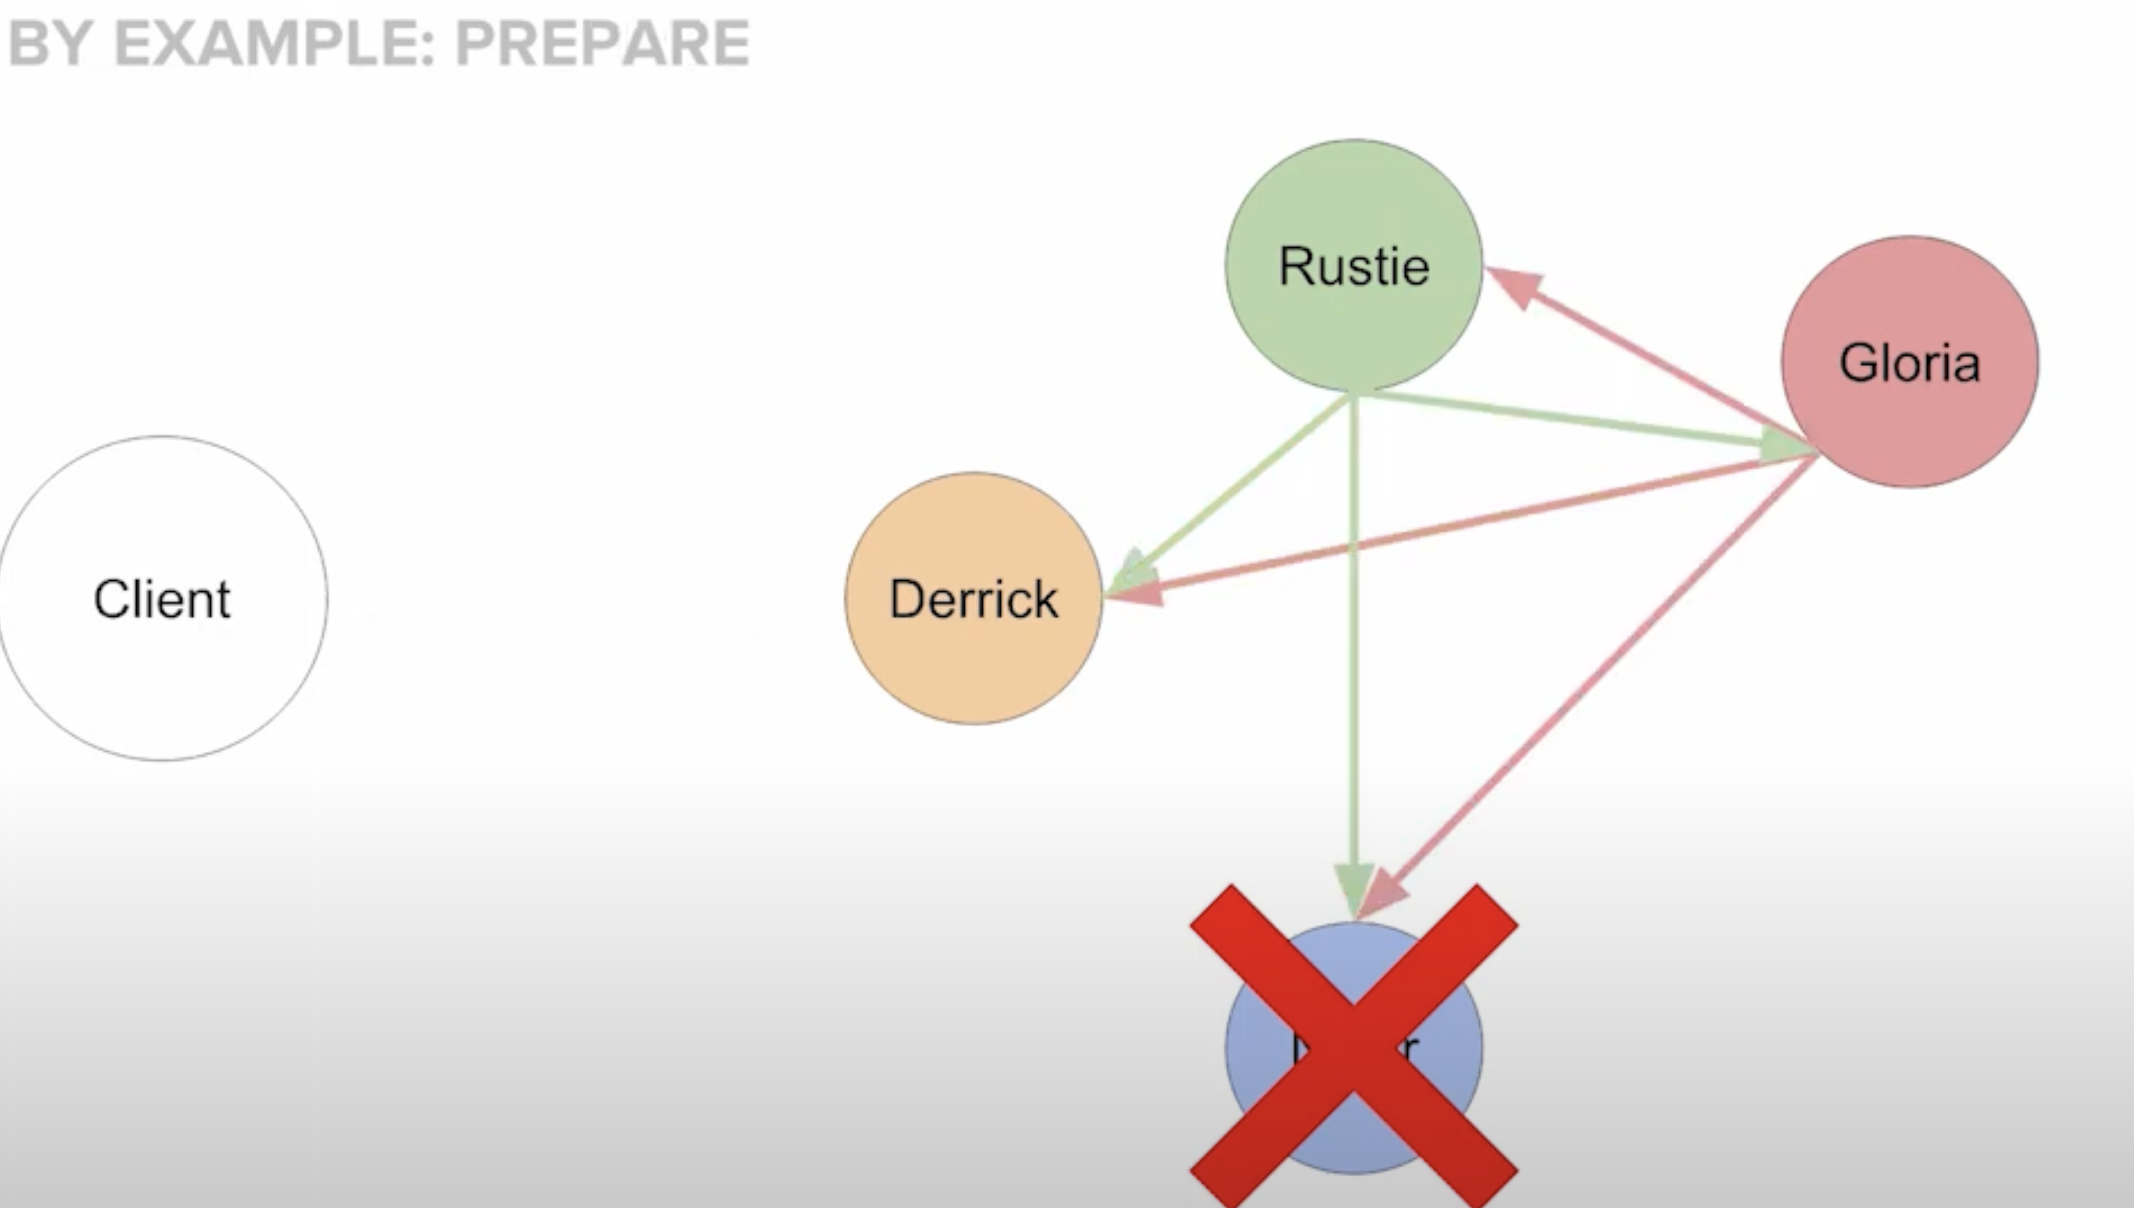 BY EXAMPLE: PREPARE
Rustie
Gloria
Client
Derrick